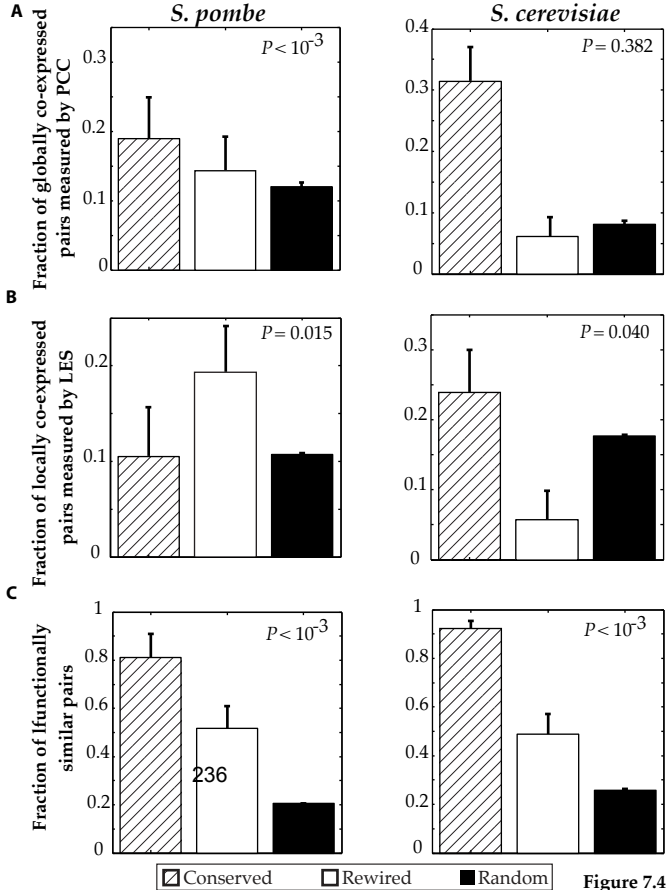 A
S. pombe
S. cerevisiae
Fraction of globally co-expressed
pairs measured by PCC
0.3
0.2
0.1
0
P < 10-3
0.4
0.3
0.2
0.1
0
P = 0.382
B
Fraction of locally co-expressed
pairs measured by LES
0.2
0.1
0
P = 0.015
0.3
0.2
0.1
0
P = 0.040
C
Fraction of lfunctionally
similar pairs
1
0.8
0.6
0.4
0.2
0
P < 10-3
236
1
0.8
0.6
0.4
0.2
0
P < 10-3
Conserved Rewired Random
Figure 7.4